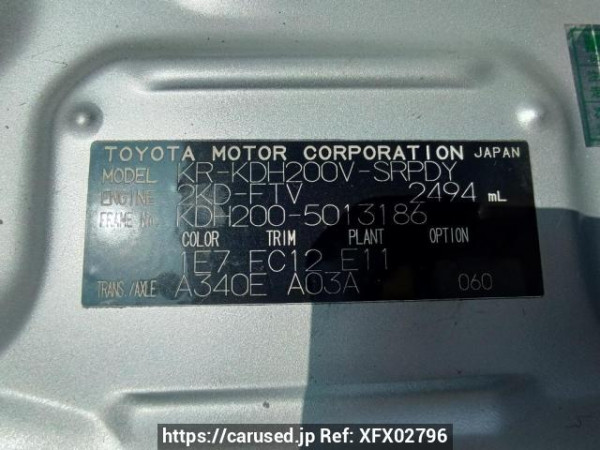 TOYOTA MOTOR CORPORATION JAPAN
MODEL KR-KDH200V-SRPDY
ENGINE 2KD-FTV 2494 mL
FRAME No. KDH200-5013186
COLOR TRIM PLANT OPTION
1E7 FC12 E11
TRANS./AXLE A340E A03A 060
https://carused.jp Ref: XFX02796